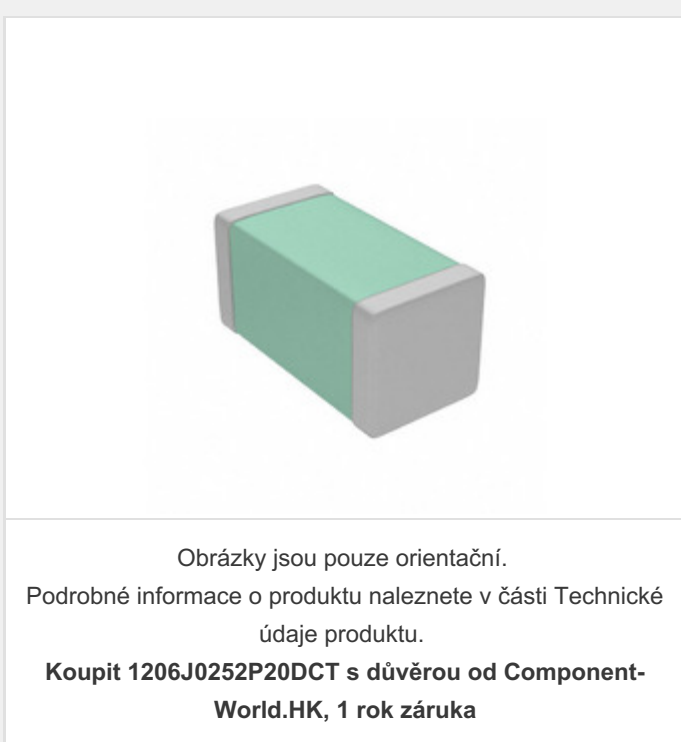 Obrázky jsou pouze orientační.
Podrobné informace o produktu naleznete v části Technické
údaje produktu.
Koupit 1206J0252P20DCT s důvěrou od Component-
World.HK, 1 rok záruka